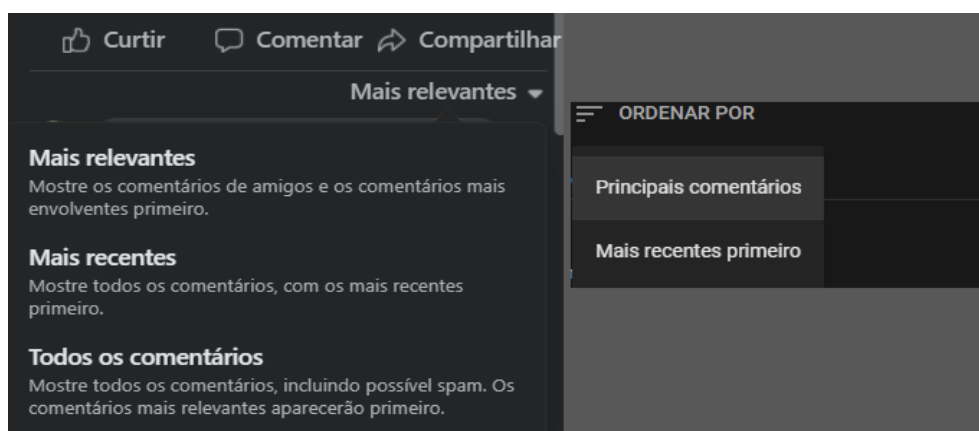 Curtir Comentar Compartilhar
Mais relevantes
Mais relevantes
Mostre os comentários de amigos e os comentários mais
envolventes primeiro.
Mais recentes
Mostre todos os comentários, com os mais recentes
primeiro.
Todos os comentários
Mostre todos os comentários, incluindo possível spam. Os
comentários mais relevantes aparecerão primeiro.
ORDENAR POR
Principais comentários
Mais recentes primeiro